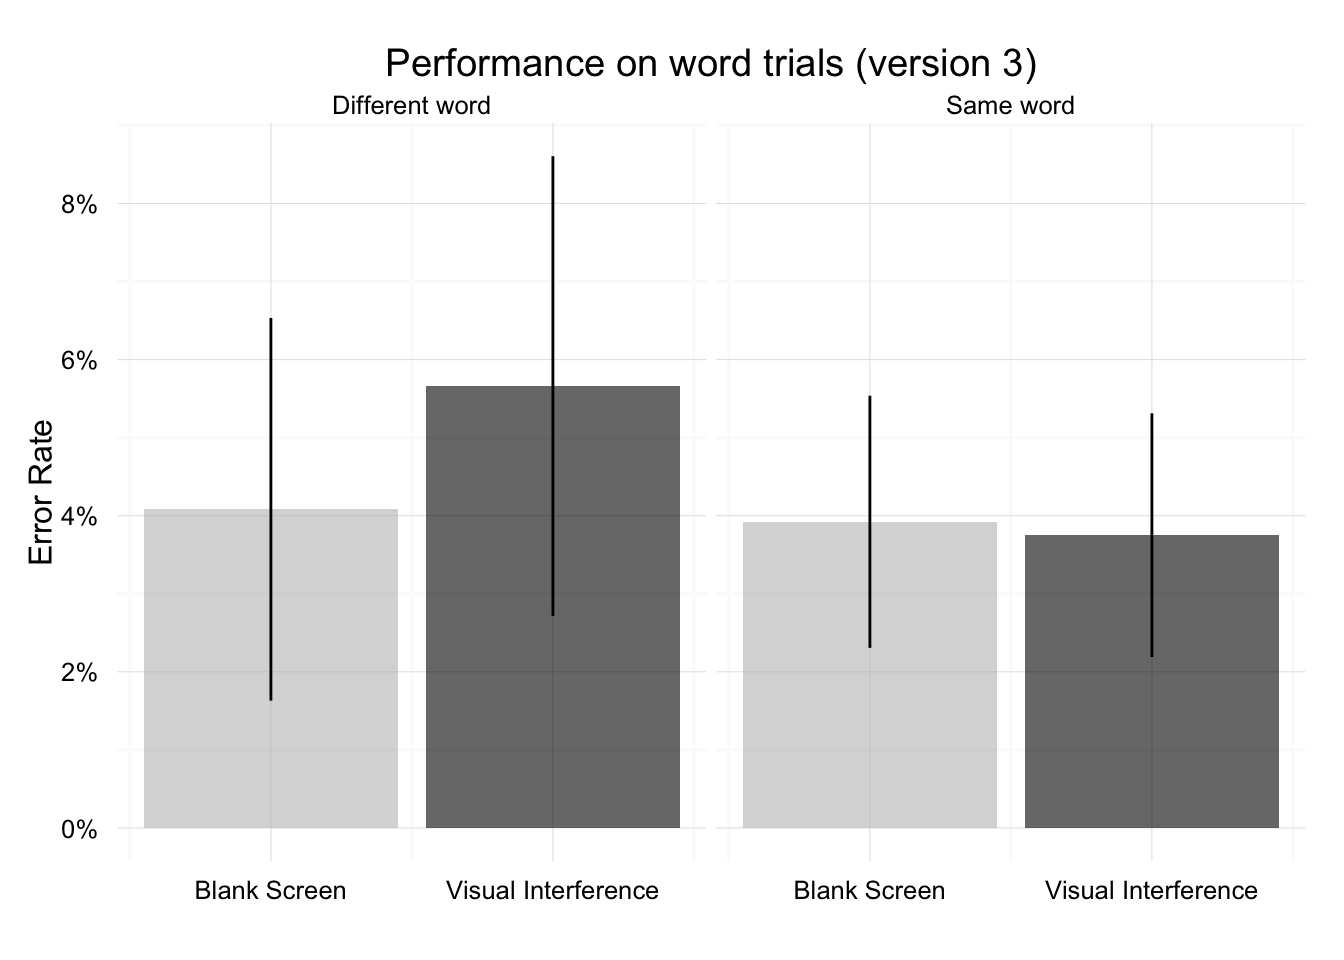 Performance on word trials (version 3)
Different word
Same word
Error Rate
8%
6%
4%
2%
0%
Blank Screen
Visual Interference
Blank Screen
Visual Interference